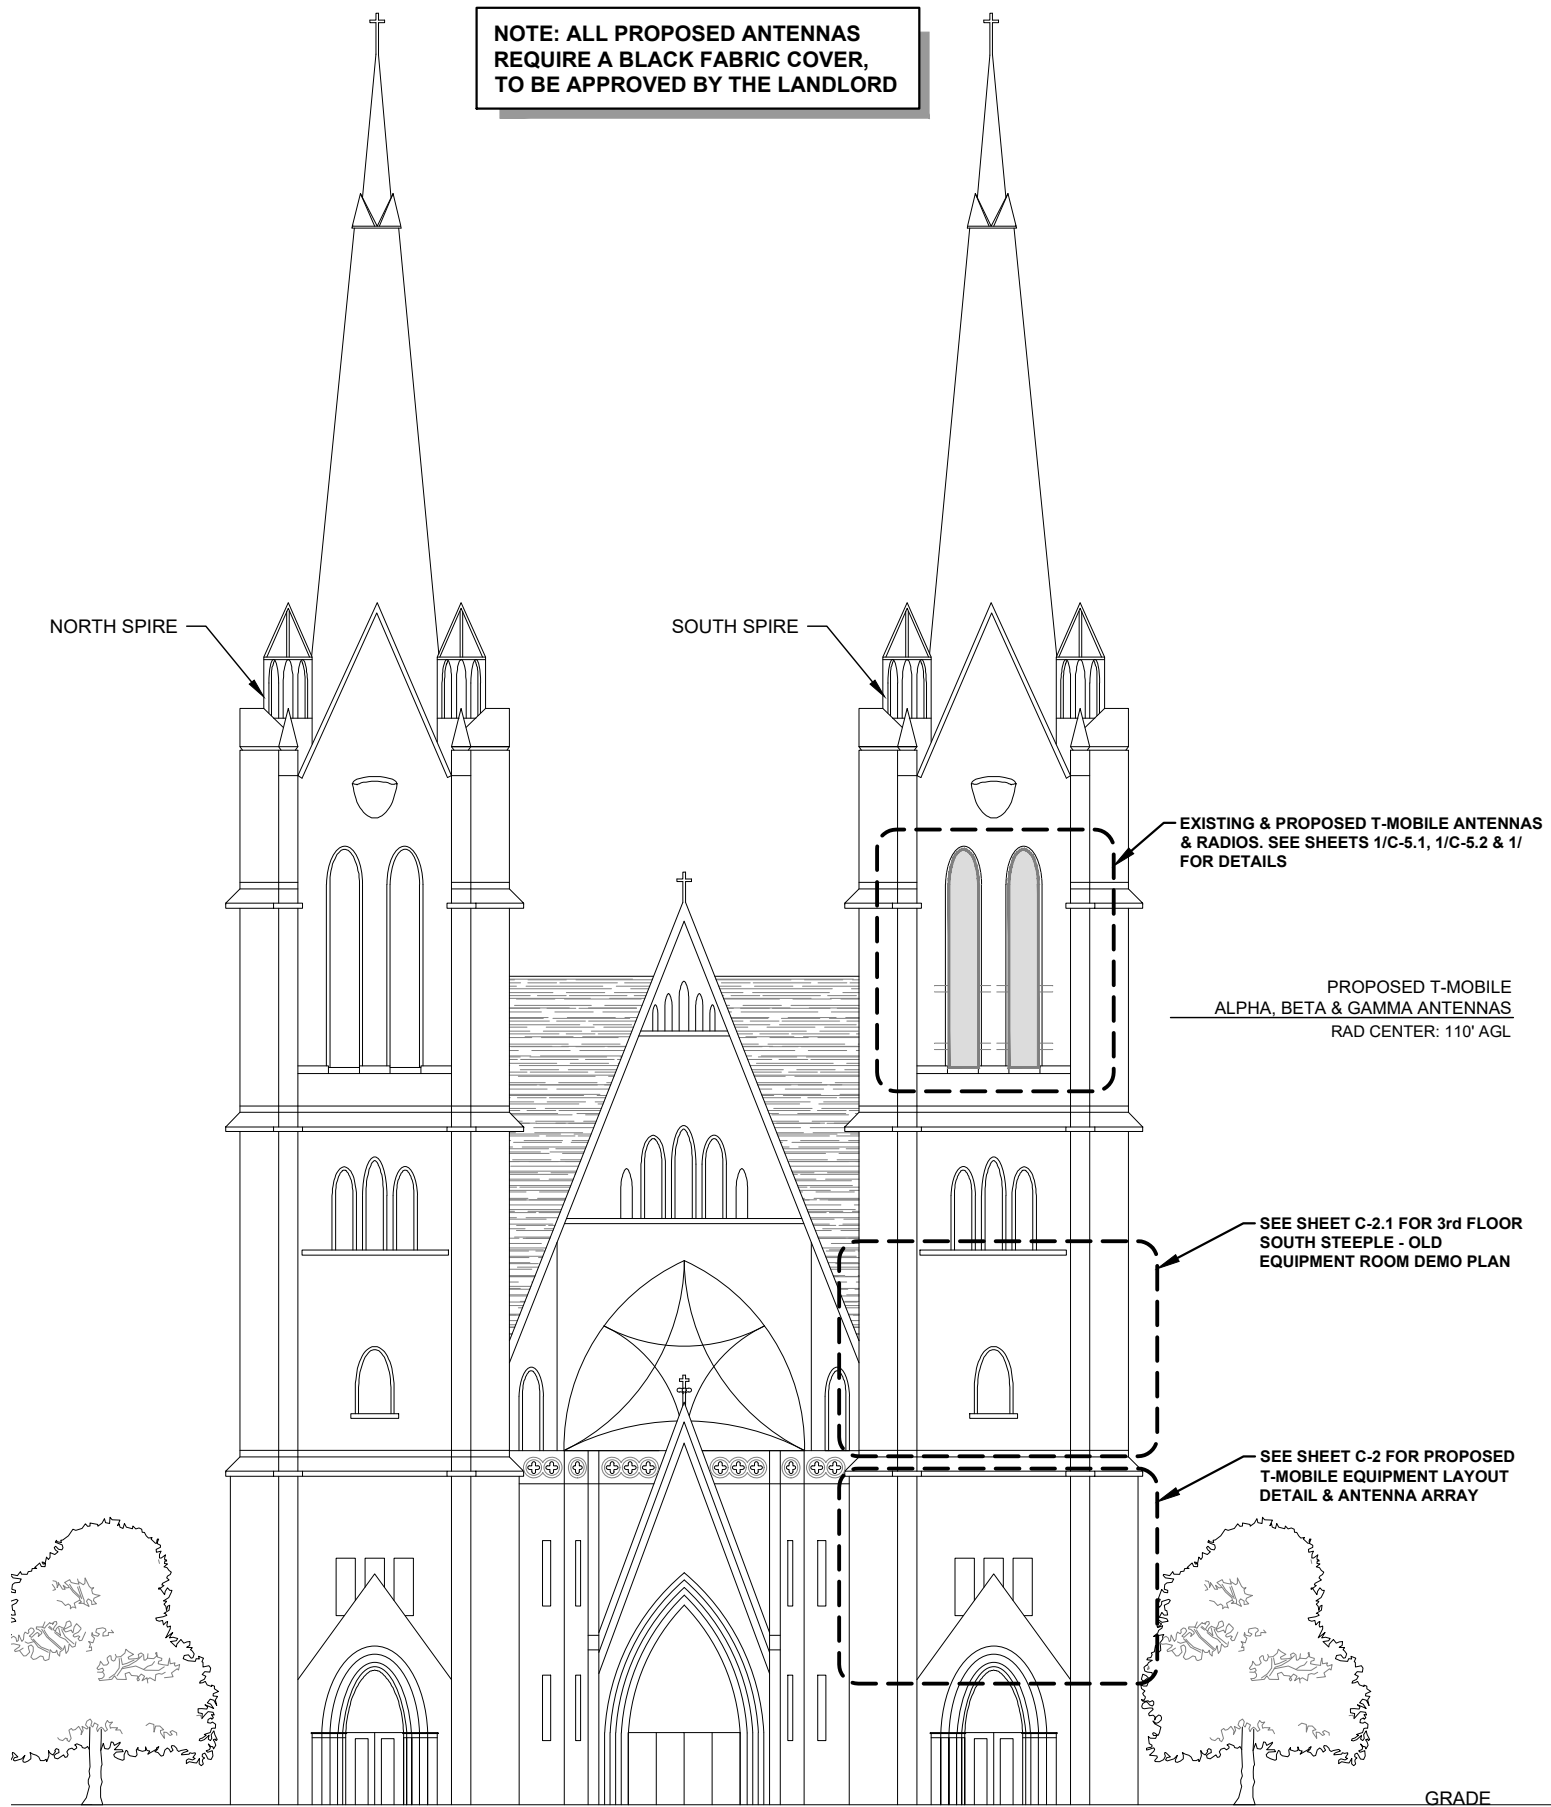 NOTE: ALL PROPOSED ANTENNAS
REQUIRE A BLACK FABRIC COVER,
TO BE APPROVED BY THE LANDLORD
NORTH SPIRE
SOUTH SPIRE
EXISTING & PROPOSED T-MOBILE ANTENNAS
& RADIOS. SEE SHEETS 1/C-5.1, 1/C-5.2 & 1/
FOR DETAILS
PROPOSED T-MOBILE
ALPHA, BETA & GAMMA ANTENNAS
RAD CENTER: 110' AGL
SEE SHEET C-2.1 FOR 3rd FLOOR
SOUTH STEEPLE - OLD
EQUIPMENT ROOM DEMO PLAN
SEE SHEET C-2 FOR PROPOSED
T-MOBILE EQUIPMENT LAYOUT
DETAIL & ANTENNA ARRAY
GRADE